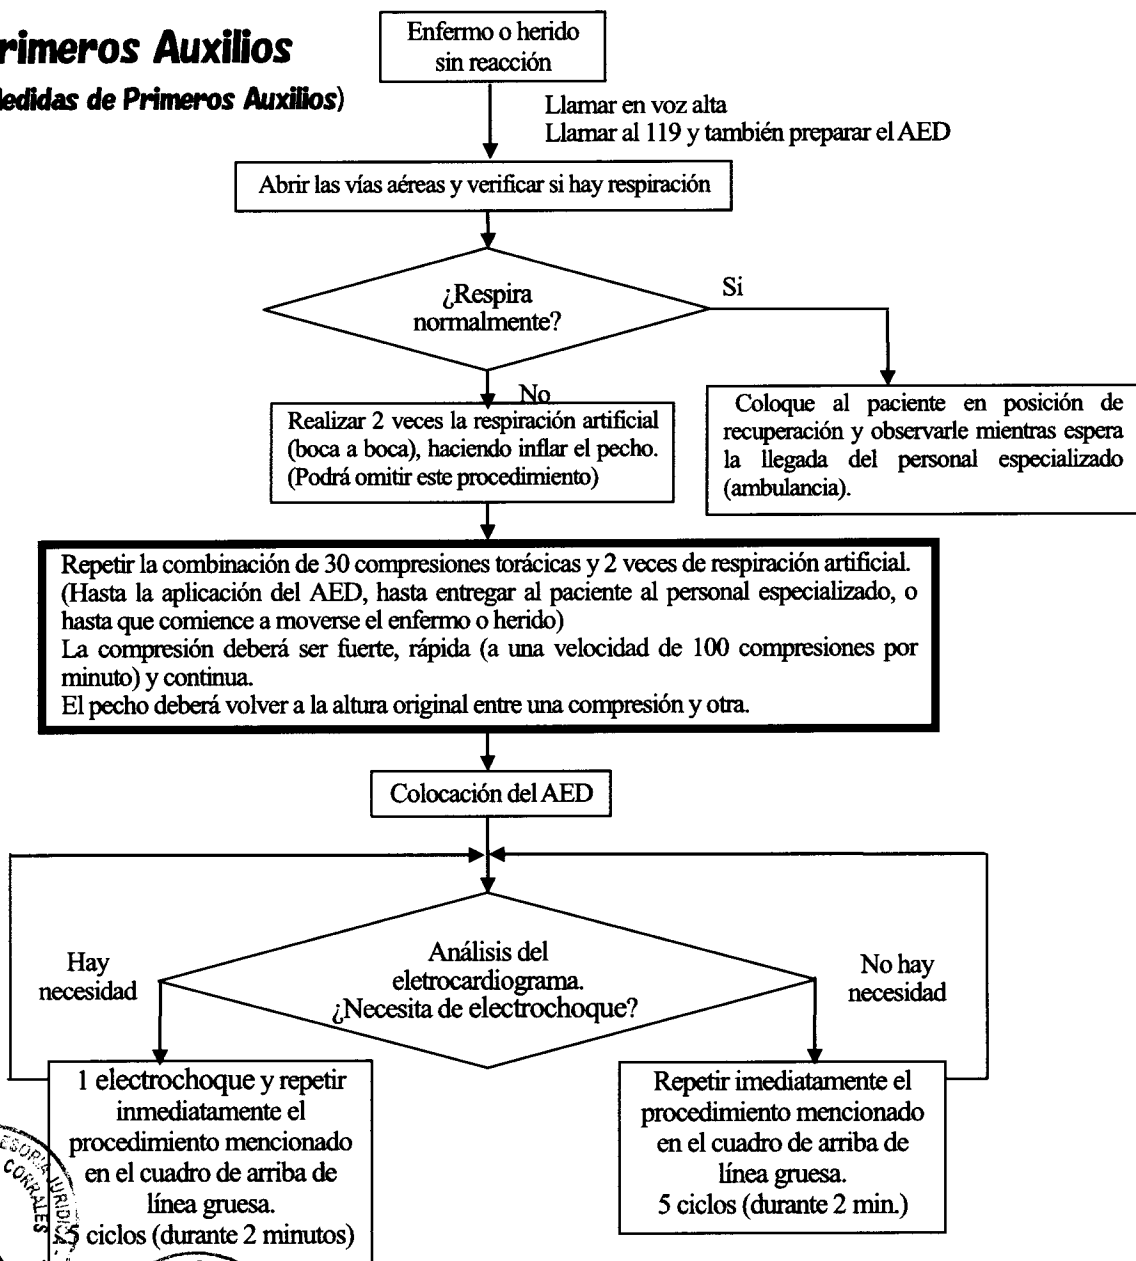 rimeros Auxilios
ledidas de Primeros Auxilios)
Enfermo o herido
sin reacción
Llamar en voz alta
Llamar al 119 y también preparar el AED
Abrir las vías aéreas y verificar si hay respiración
¿Respira
normalmente?
Si
No
Realizar 2 veces la respiración artificial
(boca a boca), haciendo inflar el pecho.
(Podrá omitir este procedimiento)
Coloque al paciente en posición de
recuperación y observarle mientras espera
la llegada del personal especializado
(ambulancia).
Repetir la combinación de 30 compresiones torácicas y 2 veces de respiración artificial.
(Hasta la aplicación del AED, hasta entregar al paciente al personal especializado, o
hasta que comience a moverse el enfermo o herido)
La compresión deberá ser fuerte, rápida (a una velocidad de 100 compresiones por
minuto) y continua.
El pecho deberá volver a la altura original entre una compresión y otra.
Colocación del AED
Análisis del
eletrocardiograma.
¿Necesita de electrochoque?
Hay
necesidad
No hay
necesidad
1 electrochoque y repetir
inmediatamente el
procedimiento mencionado
en el cuadro de arriba de
línea gruesa.
5 ciclos (durante 2 minutos)
Repetir imediatamente el
procedimiento mencionado
en el cuadro de arriba de
línea gruesa.
5 ciclos (durante 2 min.)
ESORIA JURIDICA
CORRALES